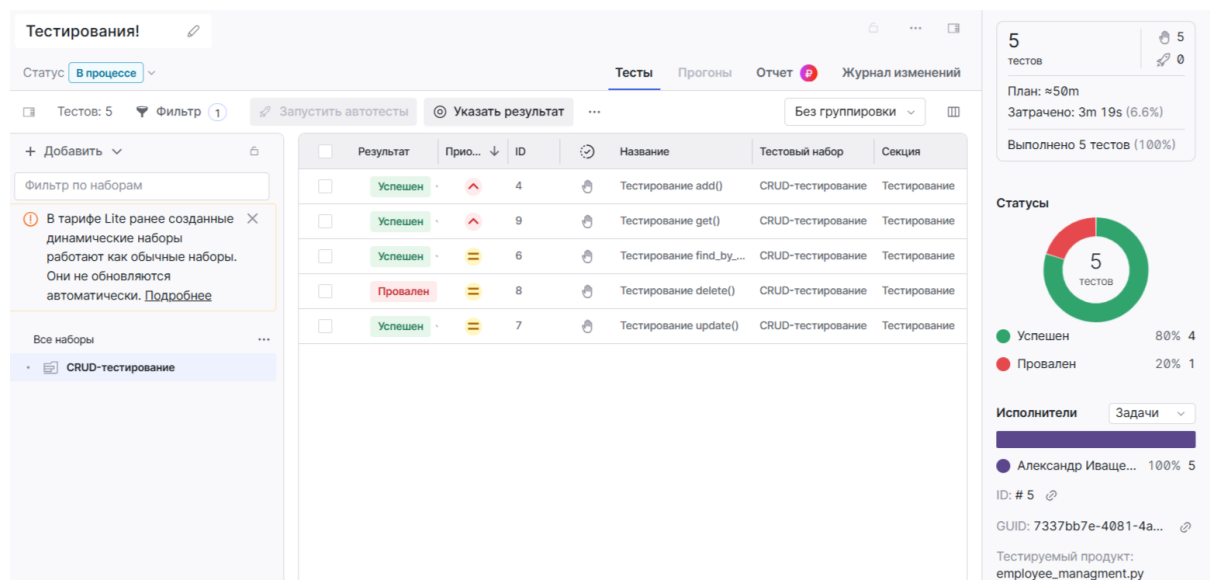 Тестирования!
Статус В процессе
Тесты Прогоны Отчет ₽ Журнал изменений
Тестов: 5 Фильтр 1 Запустить автотесты Указать результат ... Без группировки
+ Добавить
Фильтр по наборам
В тарифе Lite ранее созданные
динамические наборы
работают как обычные наборы.
Они не обновляются
автоматически. Подробнее
Все наборы ...
CRUD-тестирование
Результат Прио... ID Название Тестовый набор Секция
Успешен 4 Тестирование add() CRUD-тестирование Тестирование
Успешен 9 Тестирование get() CRUD-тестирование Тестирование
Успешен 6 Тестирование find_by_... CRUD-тестирование Тестирование
Провален 8 Тестирование delete() CRUD-тестирование Тестирование
Успешен 7 Тестирование update() CRUD-тестирование Тестирование
5 5
тестов 0
План: ≈50m
Затрачено: 3m 19s (6.6%)
Выполнено 5 тестов (100%)
Статусы
5
тестов
Успешен 80% 4
Провален 20% 1
Исполнители Задачи
Александр Иваще... 100% 5
ID: # 5
GUID: 7337bb7e-4081-4a...
Тестируемый продукт:
employee_managment.py